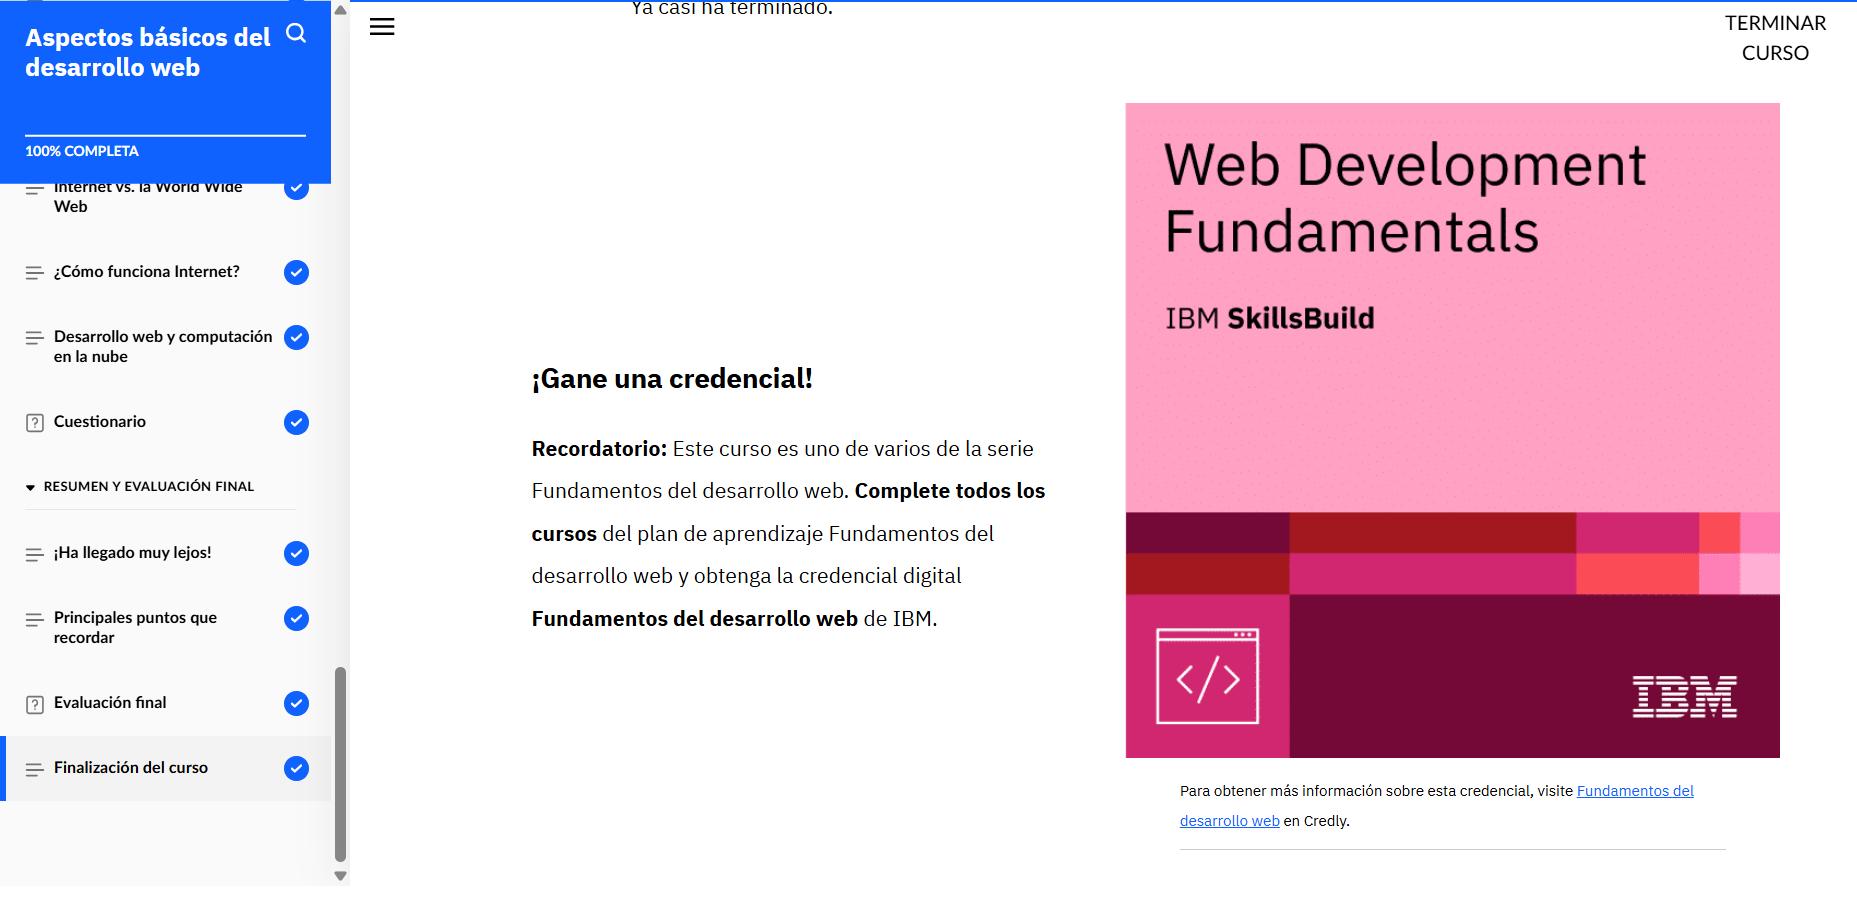 Aspectos básicos del
desarrollo web
100% COMPLETA
Internet vs. la World Wide
Web
¿Cómo funciona Internet?
Desarrollo web y computación
en la nube
Cuestionario
RESUMEN Y EVALUACIÓN FINAL
¡Ha llegado muy lejos!
Principales puntos que
recordar
Evaluación final
Finalización del curso
Ya casi ha terminado.
TERMINAR
CURSO
¡Gane una credencial!
Recordatorio: Este curso es uno de varios de la serie
Fundamentos del desarrollo web. Complete todos los
cursos del plan de aprendizaje Fundamentos del
desarrollo web y obtenga la credencial digital
Fundamentos del desarrollo web de IBM.
Web Development
Fundamentals
IBM SkillsBuild
</>
IBM
Para obtener más información sobre esta credencial, visite Fundamentos del
desarrollo web en Credly.